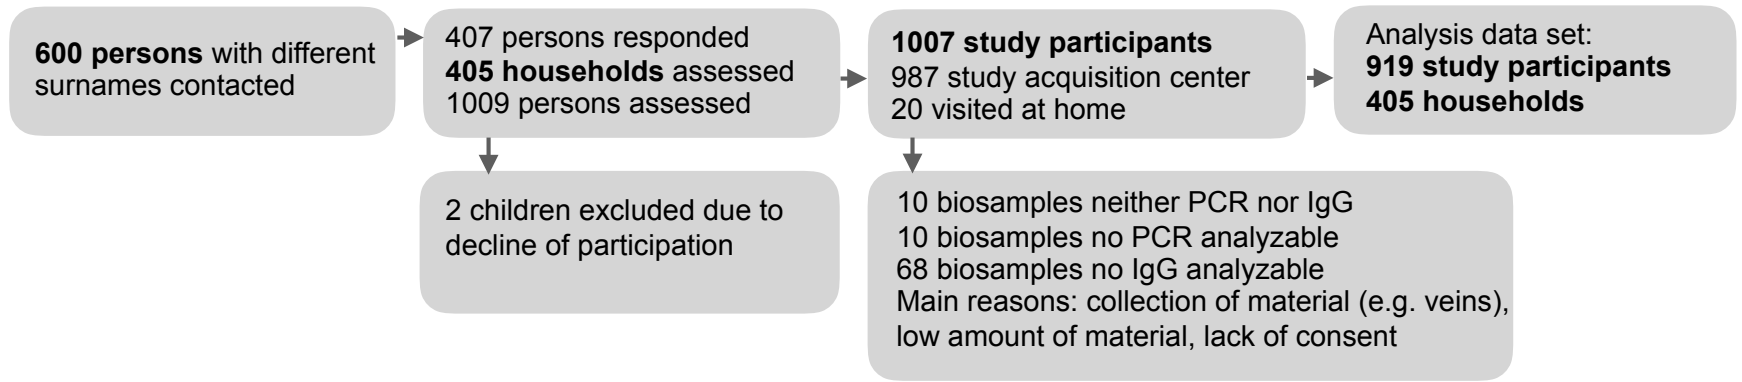 600 persons with different
surnames contacted
407 persons responded
405 households assessed
1009 persons assessed
2 children excluded due to
decline of participation
1007 study participants
987 study acquisition center
20 visited at home
10 biosamples neither PCR nor IgG
10 biosamples no PCR analyzable
68 biosamples no IgG analyzable
Main reasons: collection of material (e.g. veins),
low amount of material, lack of consent
Analysis data set:
919 study participants
405 households